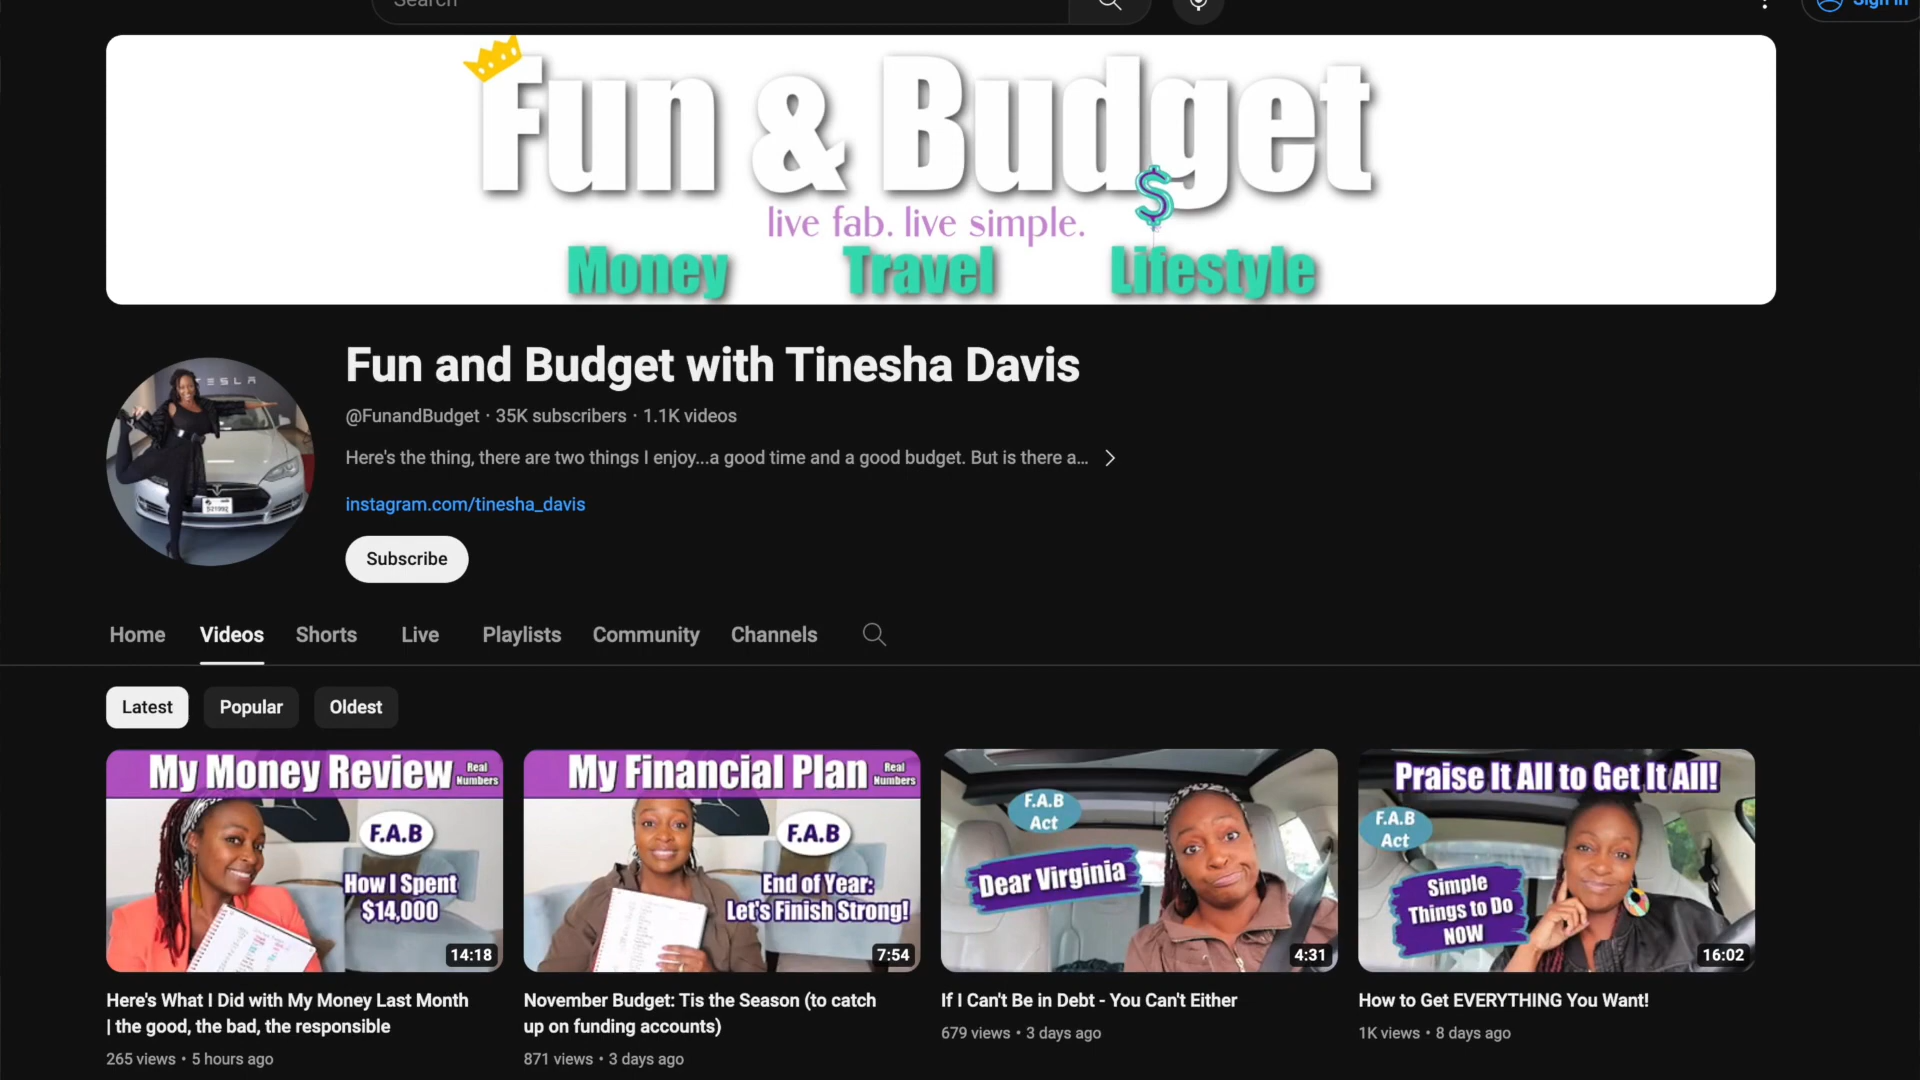 Search
Sign in
Fun & Budget
$
live fab. live simple.
Money Travel Lifestyle
TESLA
Fun and Budget with Tinesha Davis
@FunandBudget · 35K subscribers · 1.1K videos
Here's the thing, there are two things I enjoy...a good time and a good budget. But is there a...
instagram.com/tinesha_davis
Subscribe
Home Videos Shorts Live Playlists Community Channels
Latest Popular Oldest
My Money Review Real Numbers
F.A.B
How I Spent
$14,000
14:18
My Financial Plan Real Numbers
F.A.B
End of Year:
Let's Finish Strong!
7:54
F.A.B
Act
Dear Virginia
4:31
Praise It All to Get It All!
F.A.B
Act
Simple
Things to Do
NOW
16:02
Here's What I Did with My Money Last Month
| the good, the bad, the responsible
265 views • 5 hours ago
November Budget: Tis the Season (to catch
up on funding accounts)
871 views • 3 days ago
If I Can't Be in Debt - You Can't Either
679 views • 3 days ago
How to Get EVERYTHING You Want!
1K views • 8 days ago